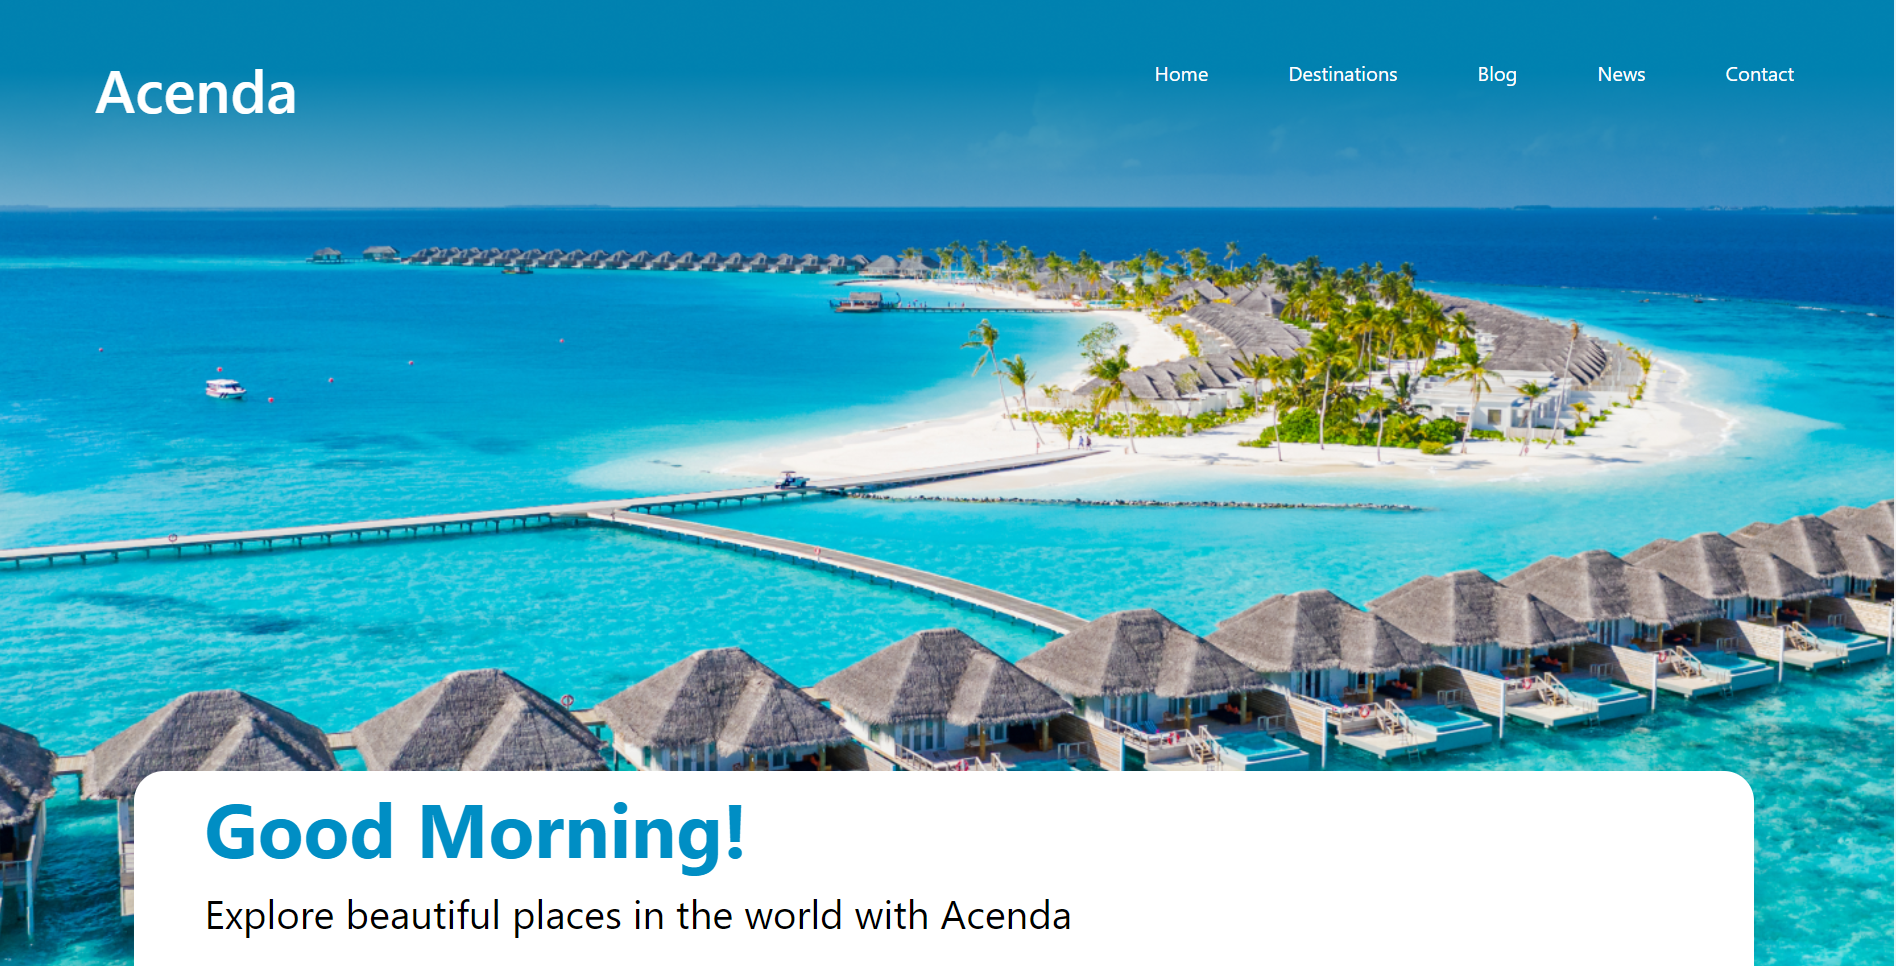 Acenda
Home Destinations Blog News Contact
Good Morning!
Explore beautiful places in the world with Acenda